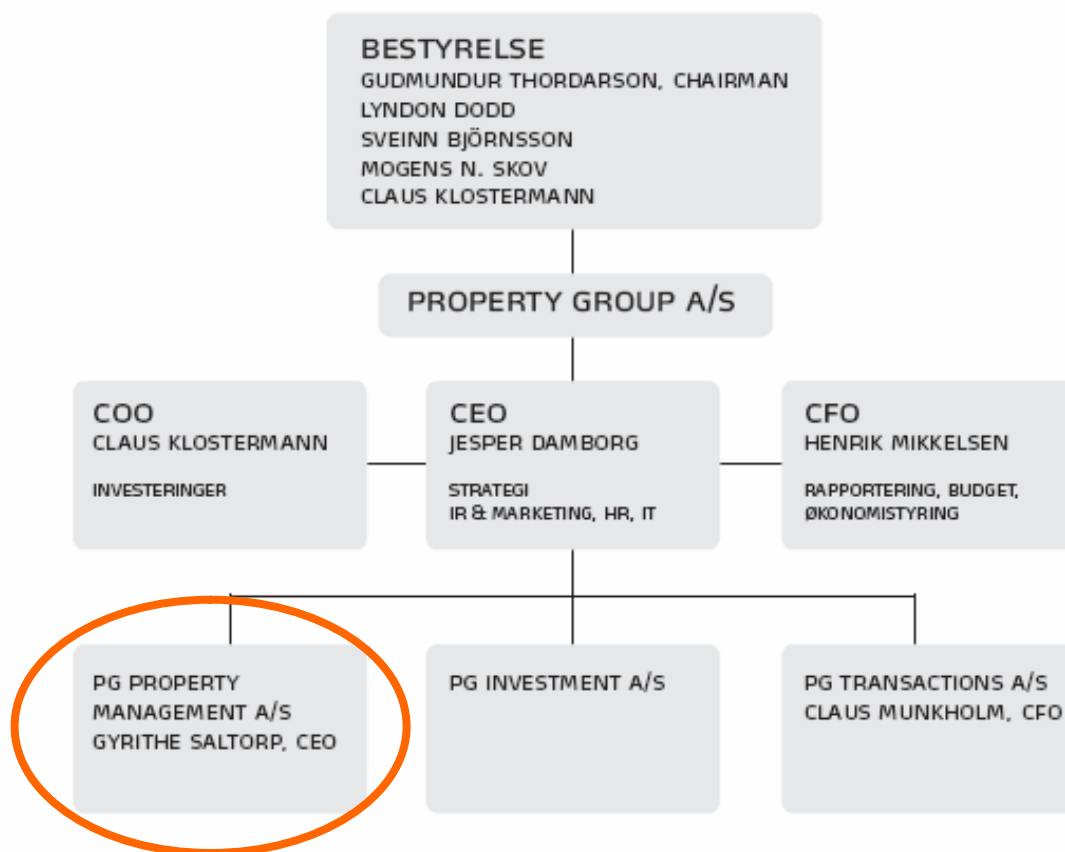 BESTYRELSE
GUDMUNDUR THORDARSON, CHAIRMAN
LYNDON DODD
SVEINN BJÖRNSSON
MOGENS N. SKOV
CLAUS KLOSTERMANN
PROPERTY GROUP A/S
COO
CLAUS KLOSTERMANN
INVESTERINGER
CEO
JESPER DAMBORG
STRATEGI
IR & MARKETING, HR, IT
CFO
HENRIK MIKKELSEN
RAPPORTERING, BUDGET,
ØKONOMISTYRING
PG PROPERTY
MANAGEMENT A/S
GYRITHE SALTORP, CEO
PG INVESTMENT A/S
PG TRANSACTIONS A/S
CLAUS MUNKHOLM, CFO